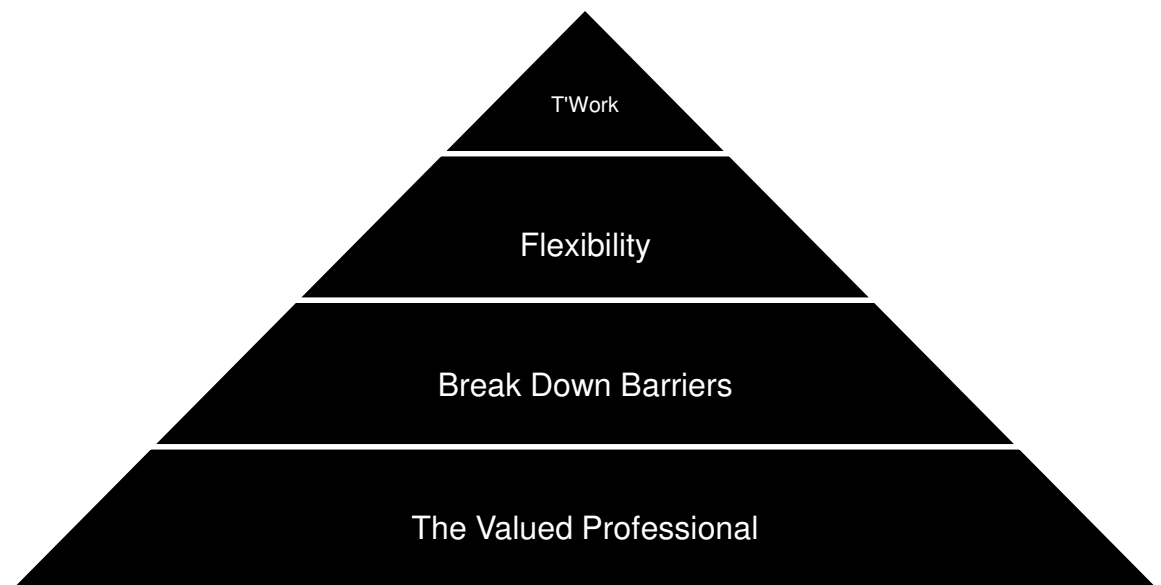 T'Work
Flexibility
Break Down Barriers
The Valued Professional